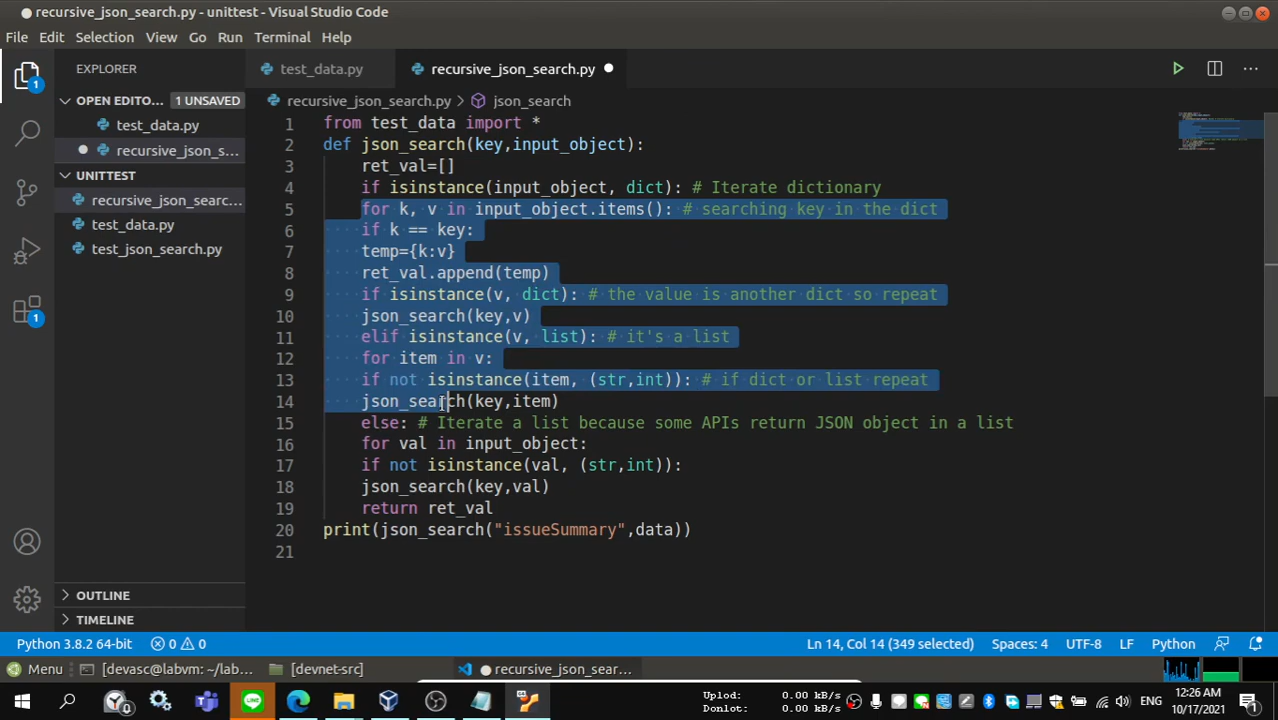 recursive_json_search.py - unittest - Visual Studio Code
File Edit Selection View Go Run Terminal Help
EXPLORER
test_data.py
recursive_json_search.py
OPEN EDITO... 1 UNSAVED
test_data.py
recursive_json_s...
UNITTEST
recursive_json_searc...
test_data.py
test_json_search.py
OUTLINE
TIMELINE
1
1
recursive_json_search.py > json_search
1 from test_data import *
2 def json_search(key,input_object):
3 ret_val=[]
4 if isinstance(input_object, dict): # Iterate dictionary
5 for k, v in input_object.items(): # searching key in the dict
6 if k == key:
7 temp={k:v}
8 ret_val.append(temp)
9 if isinstance(v, dict): # the value is another dict so repeat
10 json_search(key,v)
11 elif isinstance(v, list): # it's a list
12 for item in v:
13 if not isinstance(item, (str,int)): # if dict or list repeat
14 json_search(key,item)
15 else: # Iterate a list because some APIs return JSON object in a list
16 for val in input_object:
17 if not isinstance(val, (str,int)):
18 json_search(key,val)
19 return ret_val
20 print(json_search("issueSummary",data))
21
Python 3.8.2 64-bit 0 0 Ln 14, Col 14 (349 selected) Spaces: 4 UTF-8 LF Python
Menu [devasc@labvm: ~/lab... [devnet-src] recursive_json_sear...
LINE
Uplod: 0.00 kB/s
Donlot: 0.00 kB/s
ENG
12:26 AM
10/17/2021
1